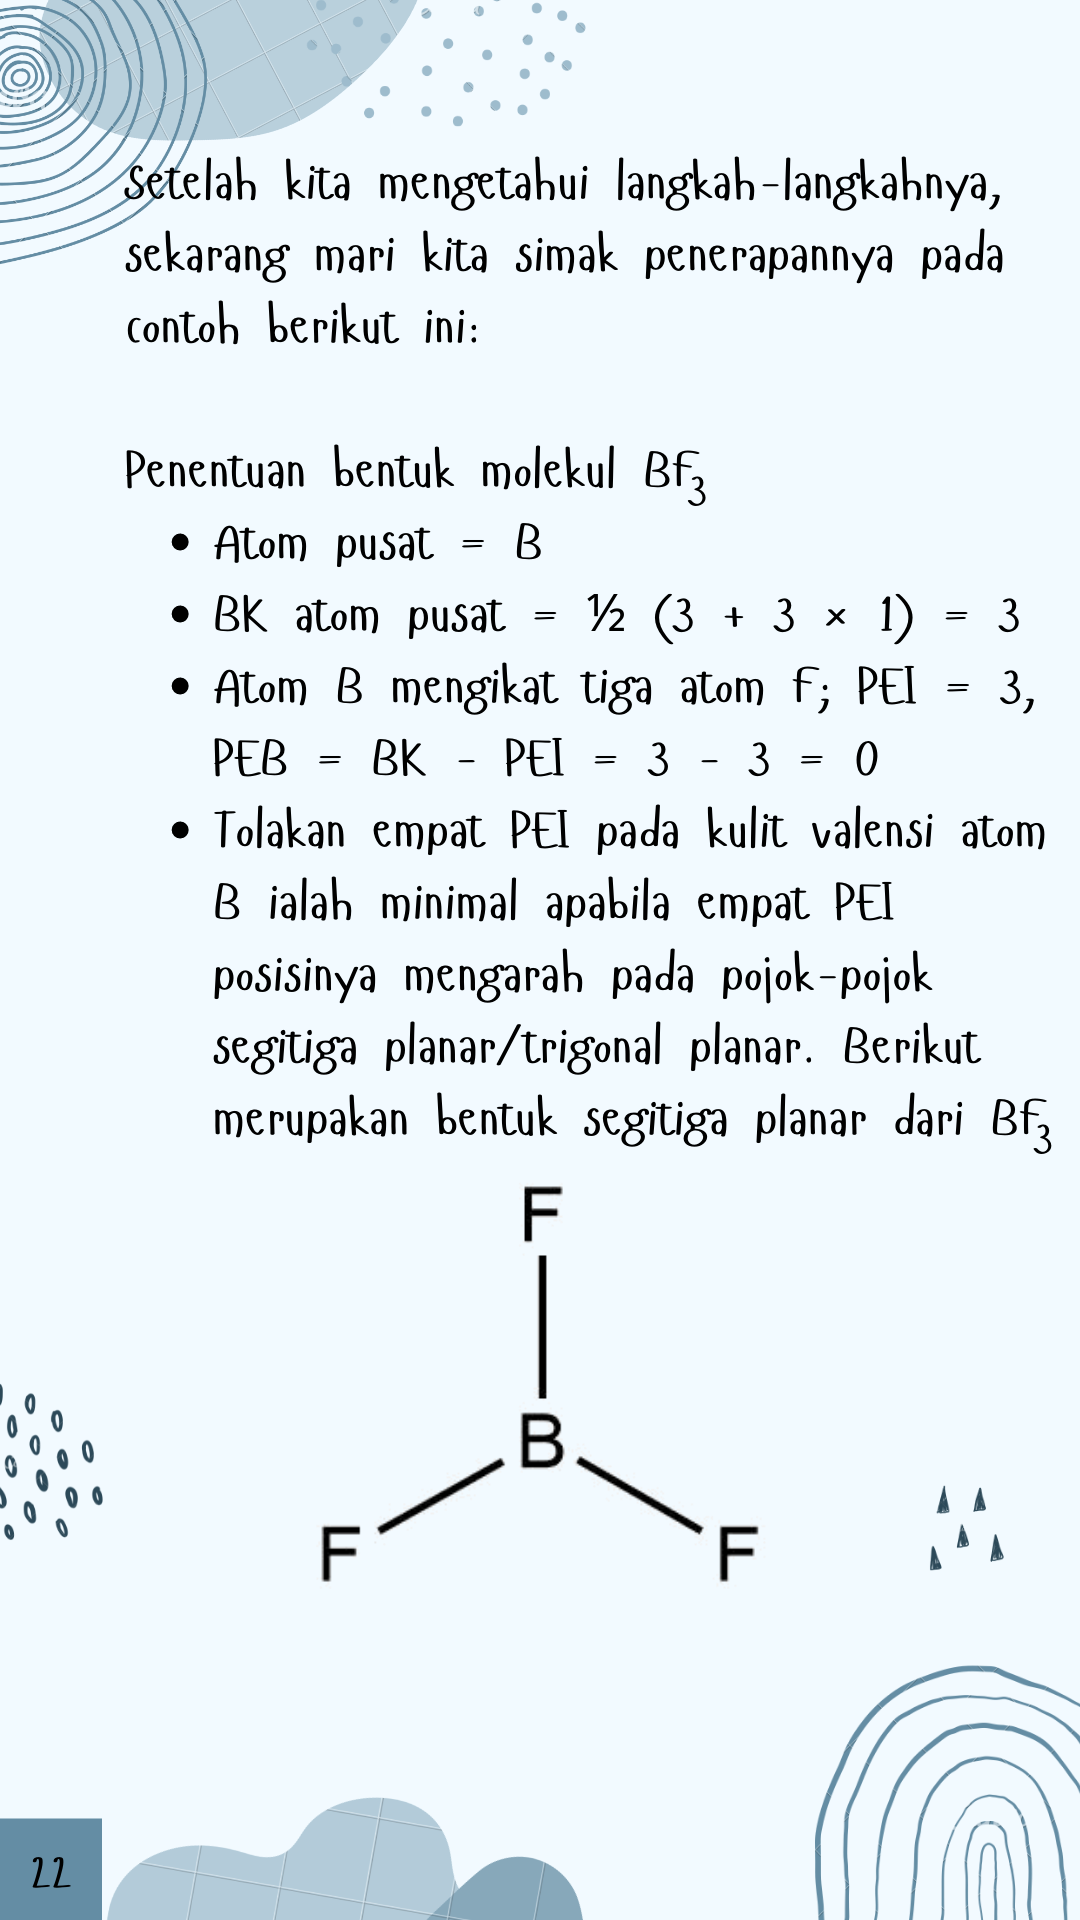 Setelah kita mengetahui langkah-langkahnya,
sekarang mari kita simak penerapannya pada
contoh berikut ini:
Penentuan bentuk molekul BF₃
• Atom pusat = B
• BK atom pusat = ½ (3 + 3 × 1) = 3
• Atom B mengikat tiga atom F; PEI = 3,
PEB = BK - PEI = 3 - 3 = 0
• Tolakan empat PEI pada kulit valensi atom
B ialah minimal apabila empat PEI
posisinya mengarah pada pojok-pojok
segitiga planar/trigonal planar. Berikut
merupakan bentuk segitiga planar dari BF₃
F
B
F F
22